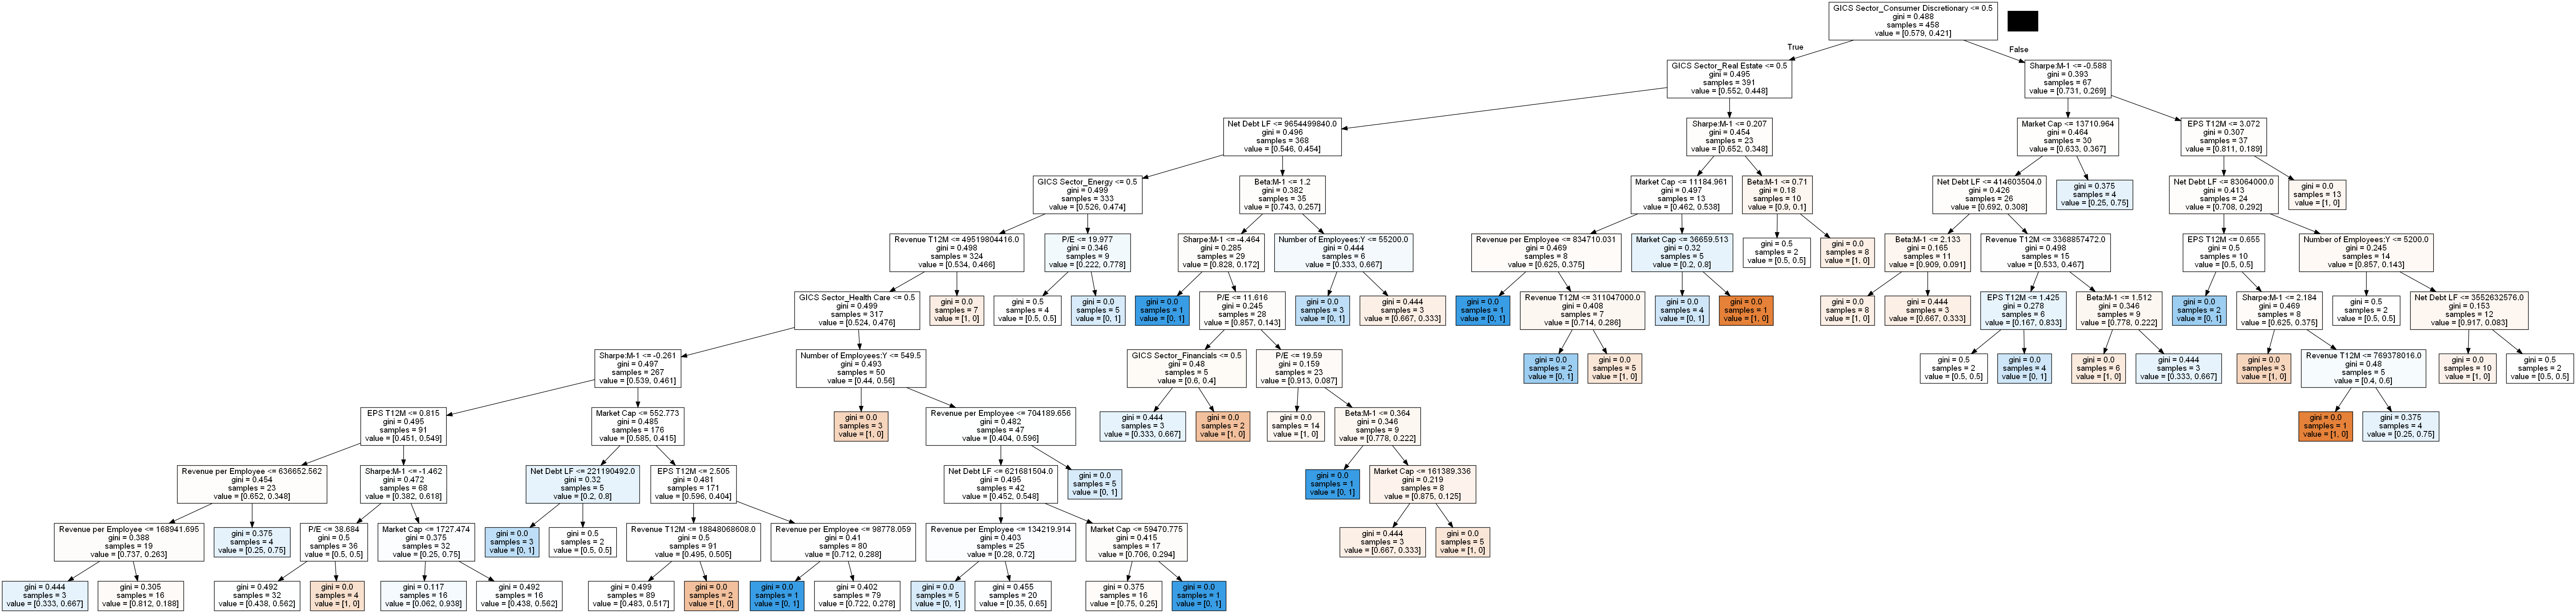 GICS Sector_Consumer Discretionary <= 0.5
gini = 0.488
samples = 458
value = [0.579, 0.421]
True
False
GICS Sector_Real Estate <= 0.5
gini = 0.495
samples = 391
value = [0.552, 0.448]
Sharpe:M-1 <= -0.588
gini = 0.393
samples = 67
value = [0.731, 0.269]
Net Debt LF <= 9654499840.0
gini = 0.496
samples = 368
value = [0.546, 0.454]
Sharpe:M-1 <= 0.207
gini = 0.454
samples = 23
value = [0.652, 0.348]
Market Cap <= 13710.964
gini = 0.464
samples = 30
value = [0.633, 0.367]
EPS T12M <= 3.072
gini = 0.307
samples = 37
value = [0.811, 0.189]
GICS Sector_Energy <= 0.5
gini = 0.499
samples = 333
value = [0.526, 0.474]
Beta:M-1 <= 1.2
gini = 0.382
samples = 35
value = [0.743, 0.257]
Market Cap <= 11184.961
gini = 0.497
samples = 13
value = [0.462, 0.538]
Beta:M-1 <= 0.71
gini = 0.18
samples = 10
value = [0.9, 0.1]
Net Debt LF <= 414603504.0
gini = 0.426
samples = 26
value = [0.692, 0.308]
gini = 0.375
samples = 4
value = [0.25, 0.75]
Net Debt LF <= 83064000.0
gini = 0.413
samples = 24
value = [0.708, 0.292]
gini = 0.0
samples = 13
value = [1, 0]
Revenue T12M <= 49519804416.0
gini = 0.498
samples = 324
value = [0.534, 0.466]
P/E <= 19.977
gini = 0.346
samples = 9
value = [0.222, 0.778]
Sharpe:M-1 <= -4.464
gini = 0.285
samples = 29
value = [0.828, 0.172]
Number of Employees:Y <= 55200.0
gini = 0.444
samples = 6
value = [0.333, 0.667]
Revenue per Employee <= 834710.031
gini = 0.469
samples = 8
value = [0.625, 0.375]
Market Cap <= 36659.513
gini = 0.32
samples = 5
value = [0.2, 0.8]
gini = 0.5
samples = 2
value = [0.5, 0.5]
gini = 0.0
samples = 8
value = [1, 0]
Beta:M-1 <= 2.133
gini = 0.165
samples = 11
value = [0.909, 0.091]
Revenue T12M <= 3368857472.0
gini = 0.498
samples = 15
value = [0.533, 0.467]
EPS T12M <= 0.655
gini = 0.5
samples = 10
value = [0.5, 0.5]
Number of Employees:Y <= 5200.0
gini = 0.245
samples = 14
value = [0.857, 0.143]
GICS Sector_Health Care <= 0.5
gini = 0.499
samples = 317
value = [0.524, 0.476]
gini = 0.0
samples = 7
value = [1, 0]
gini = 0.5
samples = 4
value = [0.5, 0.5]
gini = 0.0
samples = 5
value = [0, 1]
gini = 0.0
samples = 1
value = [0, 1]
P/E <= 11.616
gini = 0.245
samples = 28
value = [0.857, 0.143]
gini = 0.0
samples = 3
value = [0, 1]
gini = 0.444
samples = 3
value = [0.667, 0.333]
gini = 0.0
samples = 1
value = [0, 1]
Revenue T12M <= 311047000.0
gini = 0.408
samples = 7
value = [0.714, 0.286]
gini = 0.0
samples = 4
value = [0, 1]
gini = 0.0
samples = 1
value = [1, 0]
gini = 0.0
samples = 8
value = [1, 0]
gini = 0.444
samples = 3
value = [0.667, 0.333]
EPS T12M <= 1.425
gini = 0.278
samples = 6
value = [0.167, 0.833]
Beta:M-1 <= 1.512
gini = 0.346
samples = 9
value = [0.778, 0.222]
gini = 0.0
samples = 2
value = [0, 1]
Sharpe:M-1 <= 2.184
gini = 0.469
samples = 8
value = [0.625, 0.375]
gini = 0.5
samples = 2
value = [0.5, 0.5]
Net Debt LF <= 3552632576.0
gini = 0.153
samples = 12
value = [0.917, 0.083]
Sharpe:M-1 <= -0.261
gini = 0.497
samples = 267
value = [0.539, 0.461]
Number of Employees:Y <= 549.5
gini = 0.493
samples = 50
value = [0.44, 0.56]
GICS Sector_Financials <= 0.5
gini = 0.48
samples = 5
value = [0.6, 0.4]
P/E <= 19.59
gini = 0.159
samples = 23
value = [0.913, 0.087]
gini = 0.0
samples = 2
value = [0, 1]
gini = 0.0
samples = 5
value = [1, 0]
gini = 0.5
samples = 2
value = [0.5, 0.5]
gini = 0.0
samples = 4
value = [0, 1]
gini = 0.0
samples = 6
value = [1, 0]
gini = 0.444
samples = 3
value = [0.333, 0.667]
gini = 0.0
samples = 3
value = [1, 0]
Revenue T12M <= 769378016.0
gini = 0.48
samples = 5
value = [0.4, 0.6]
gini = 0.0
samples = 10
value = [1, 0]
gini = 0.5
samples = 2
value = [0.5, 0.5]
EPS T12M <= 0.815
gini = 0.495
samples = 91
value = [0.451, 0.549]
Market Cap <= 552.773
gini = 0.485
samples = 176
value = [0.585, 0.415]
gini = 0.0
samples = 3
value = [1, 0]
Revenue per Employee <= 704189.656
gini = 0.482
samples = 47
value = [0.404, 0.596]
gini = 0.444
samples = 3
value = [0.333, 0.667]
gini = 0.0
samples = 2
value = [1, 0]
gini = 0.0
samples = 14
value = [1, 0]
Beta:M-1 <= 0.364
gini = 0.346
samples = 9
value = [0.778, 0.222]
gini = 0.0
samples = 1
value = [1, 0]
gini = 0.375
samples = 4
value = [0.25, 0.75]
Revenue per Employee <= 636652.562
gini = 0.454
samples = 23
value = [0.652, 0.348]
Sharpe:M-1 <= -1.462
gini = 0.472
samples = 68
value = [0.382, 0.618]
Net Debt LF <= 221190492.0
gini = 0.32
samples = 5
value = [0.2, 0.8]
EPS T12M <= 2.505
gini = 0.481
samples = 171
value = [0.596, 0.404]
Net Debt LF <= 621681504.0
gini = 0.495
samples = 42
value = [0.452, 0.548]
gini = 0.0
samples = 5
value = [0, 1]
gini = 0.0
samples = 1
value = [0, 1]
Market Cap <= 161389.336
gini = 0.219
samples = 8
value = [0.875, 0.125]
Revenue per Employee <= 168941.695
gini = 0.388
samples = 19
value = [0.737, 0.263]
gini = 0.375
samples = 4
value = [0.25, 0.75]
P/E <= 38.684
gini = 0.5
samples = 36
value = [0.5, 0.5]
Market Cap <= 1727.474
gini = 0.375
samples = 32
value = [0.25, 0.75]
gini = 0.0
samples = 3
value = [0, 1]
gini = 0.5
samples = 2
value = [0.5, 0.5]
Revenue T12M <= 18848068608.0
gini = 0.5
samples = 91
value = [0.495, 0.505]
Revenue per Employee <= 98778.059
gini = 0.41
samples = 80
value = [0.712, 0.288]
Revenue per Employee <= 134219.914
gini = 0.403
samples = 25
value = [0.28, 0.72]
Market Cap <= 59470.775
gini = 0.415
samples = 17
value = [0.706, 0.294]
gini = 0.444
samples = 3
value = [0.667, 0.333]
gini = 0.0
samples = 5
value = [1, 0]
gini = 0.444
samples = 3
value = [0.333, 0.667]
gini = 0.305
samples = 16
value = [0.812, 0.188]
gini = 0.492
samples = 32
value = [0.438, 0.562]
gini = 0.0
samples = 4
value = [1, 0]
gini = 0.117
samples = 16
value = [0.062, 0.938]
gini = 0.492
samples = 16
value = [0.438, 0.562]
gini = 0.499
samples = 89
value = [0.483, 0.517]
gini = 0.0
samples = 2
value = [1, 0]
gini = 0.0
samples = 1
value = [0, 1]
gini = 0.402
samples = 79
value = [0.722, 0.278]
gini = 0.0
samples = 5
value = [0, 1]
gini = 0.455
samples = 20
value = [0.35, 0.65]
gini = 0.375
samples = 16
value = [0.75, 0.25]
gini = 0.0
samples = 1
value = [0, 1]